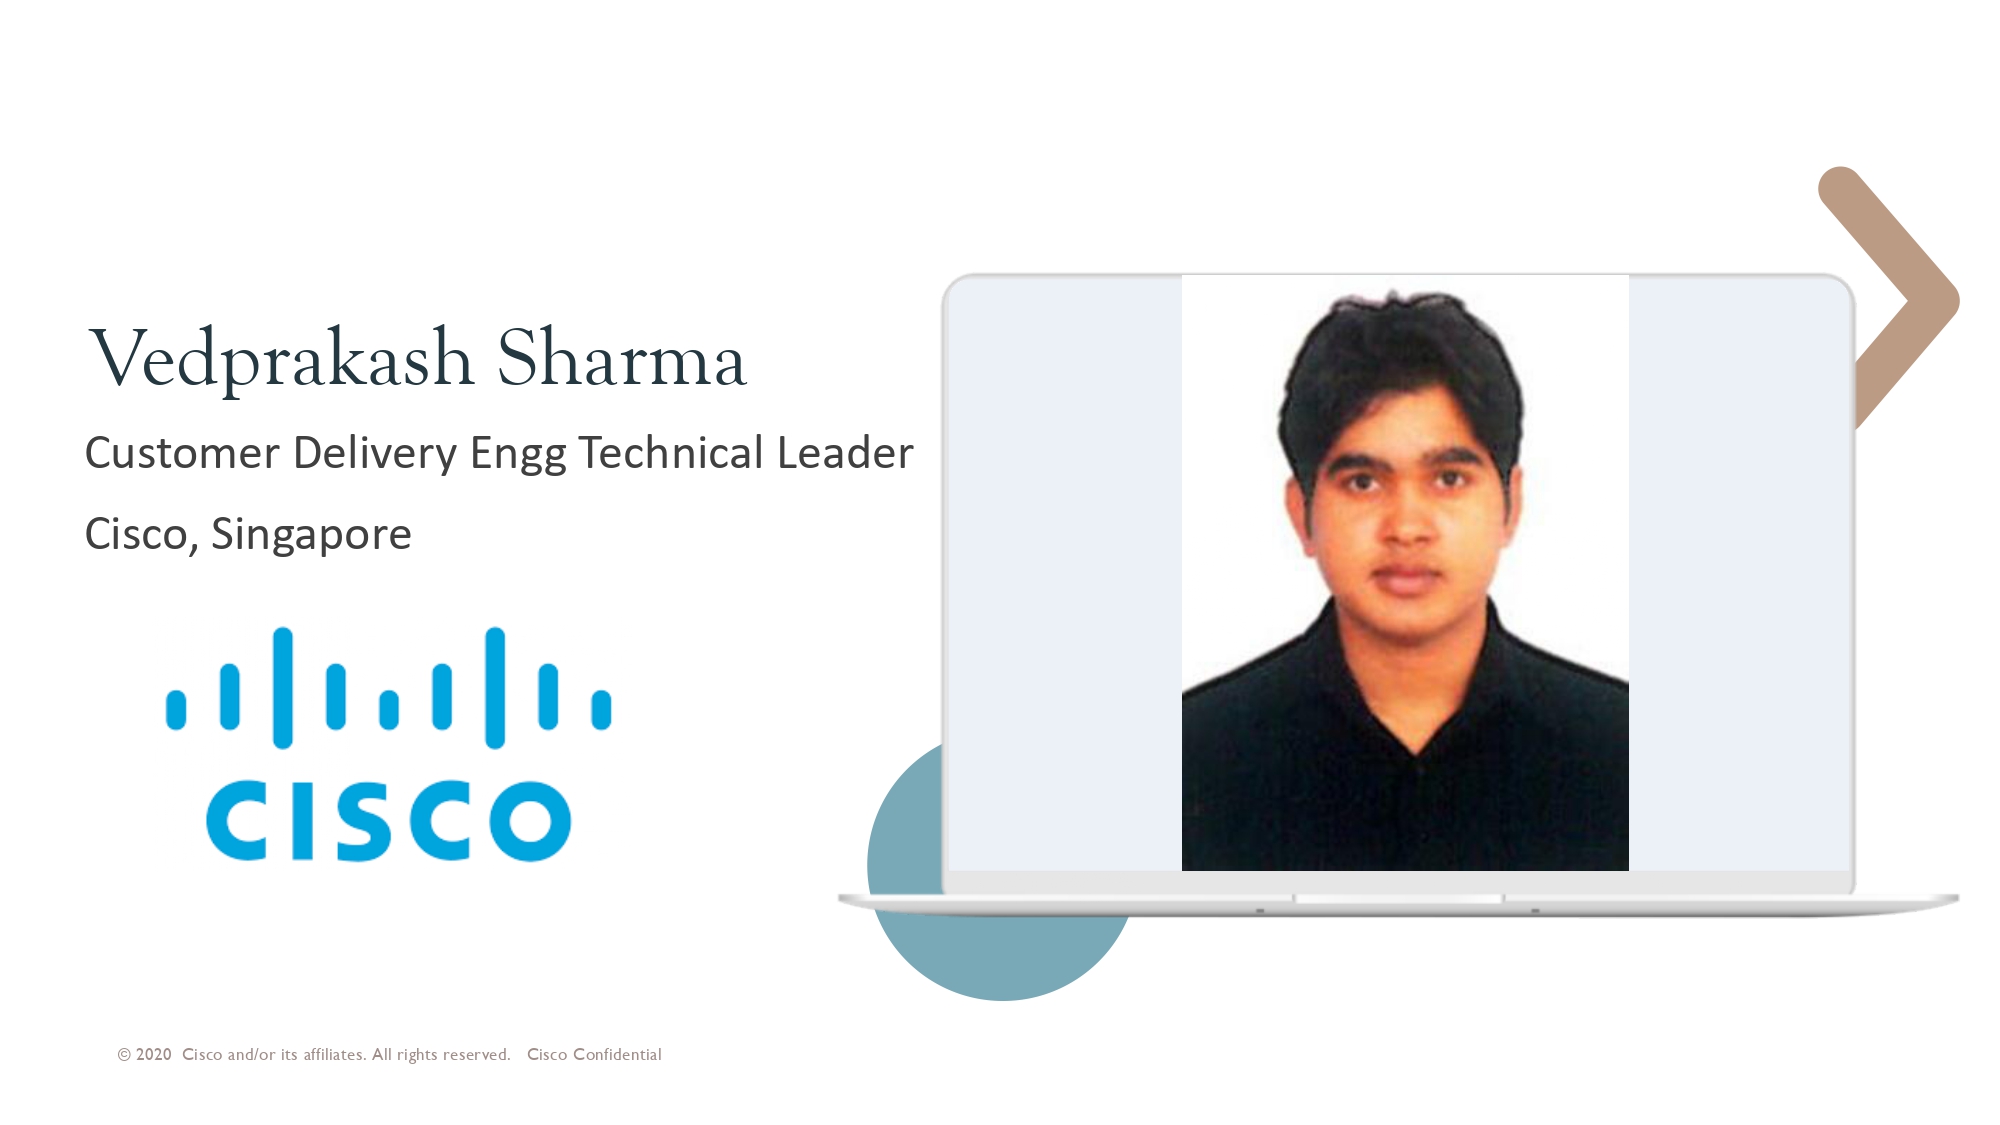 Vedprakash Sharma
Customer Delivery Engg Technical Leader
Cisco, Singapore
CISCO
© 2020 Cisco and/or its affiliates. All rights reserved. Cisco Confidential